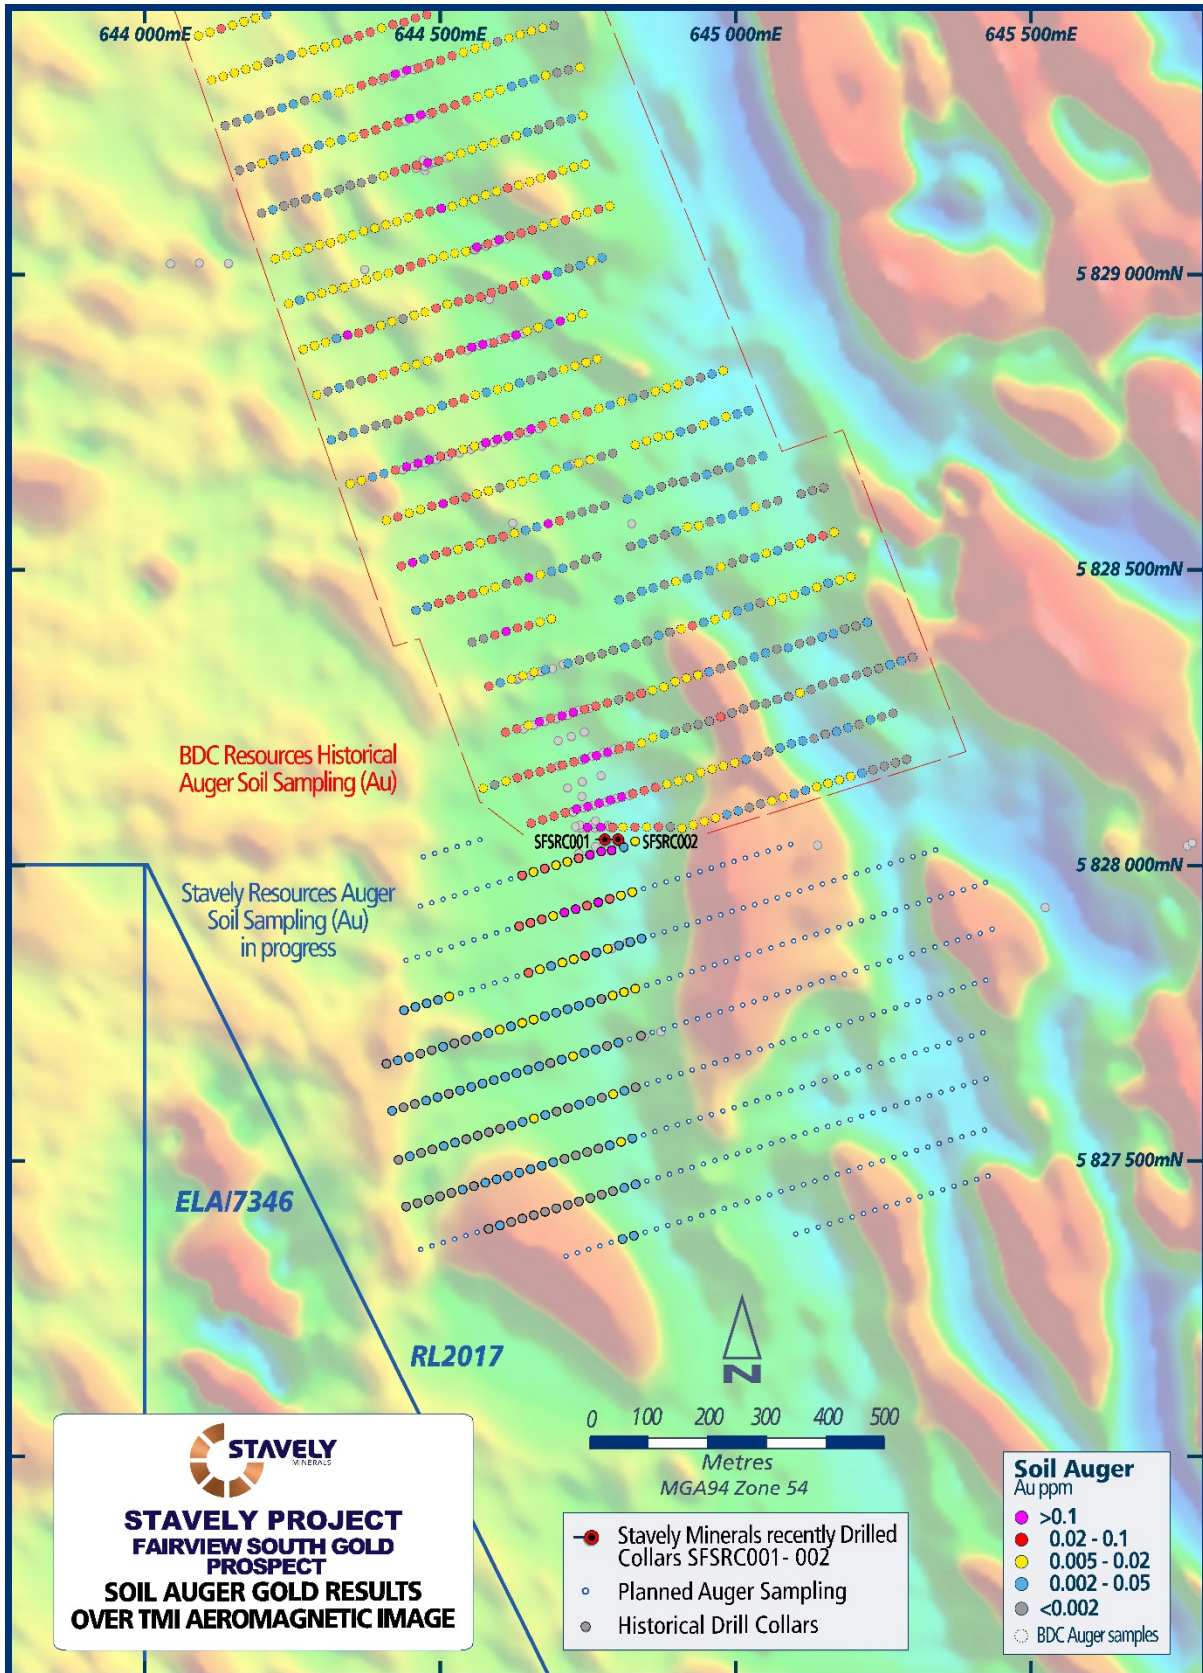 644 000mE
644 500mE
645 000mE
645 500mE
5 829 000mN
5 828 500mN
BDC Resources Historical
Auger Soil Sampling (Au)
SFSRC001
SFSRC002
5 828 000mN
Stavely Resources Auger
Soil Sampling (Au)
in progress
5 827 500mN
ELA/7346
RL2017
N
0 100 200 300 400 500
Metres
MGA94 Zone 54
STAVELY
MINERALS
STAVELY PROJECT
FAIRVIEW SOUTH GOLD
PROSPECT
SOIL AUGER GOLD RESULTS
OVER TMI AEROMAGNETIC IMAGE
Stavely Minerals recently Drilled
Collars SFSRC001- 002
Planned Auger Sampling
Historical Drill Collars
Soil Auger
Au ppm
>0.1
0.02 - 0.1
0.005 - 0.02
0.002 - 0.05
<0.002
BDC Auger samples